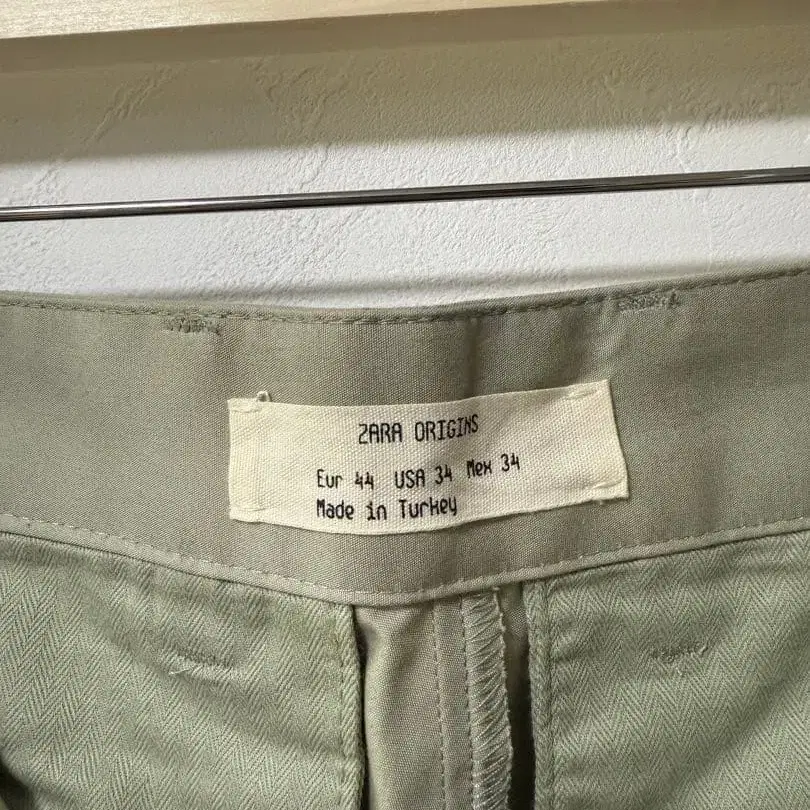 ZARA ORIGINS
Eur 44 USA 34 Mex 34
Made in Turkey